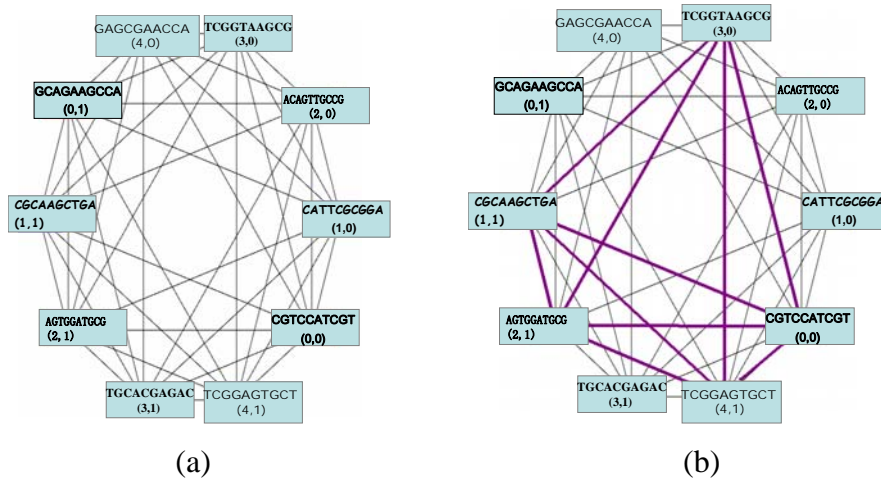 GAGCGAACCA
(4,0)
TCGGTAAGCG
(3,0)
GCAGAAGCCA
(0,1)
ACAGTTGCCG
(2, 0)
CGCAAGCTGA
(1,1)
CATTCGCGGA
(1,0)
AGTGGATGCG
(2, 1)
CGTCCATCGT
(0,0)
TGCACGAGAC
(3,1)
TCGGAGTGCT
(4,1)
(a)
GAGCGAACCA
(4,0)
TCGGTAAGCG
(3,0)
GCAGAAGCCA
(0,1)
ACAGTTGCCG
(2, 0)
CGCAAGCTGA
(1,1)
CATTCGCGGA
(1,0)
AGTGGATGCG
(2, 1)
CGTCCATCGT
(0,0)
TGCACGAGAC
(3,1)
TCGGAGTGCT
(4,1)
(b)